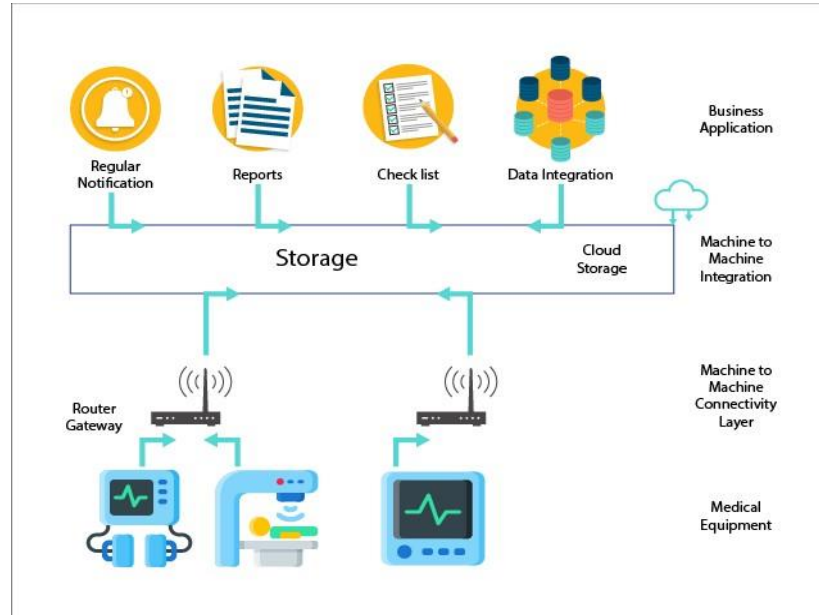 Regular
Notification
Reports
Check list
Data Integration
Business
Application
Storage
Cloud
Storage
Machine to
Machine
Integration
Router
Gateway
Machine to
Machine
Connectivity
Layer
Medical
Equipment